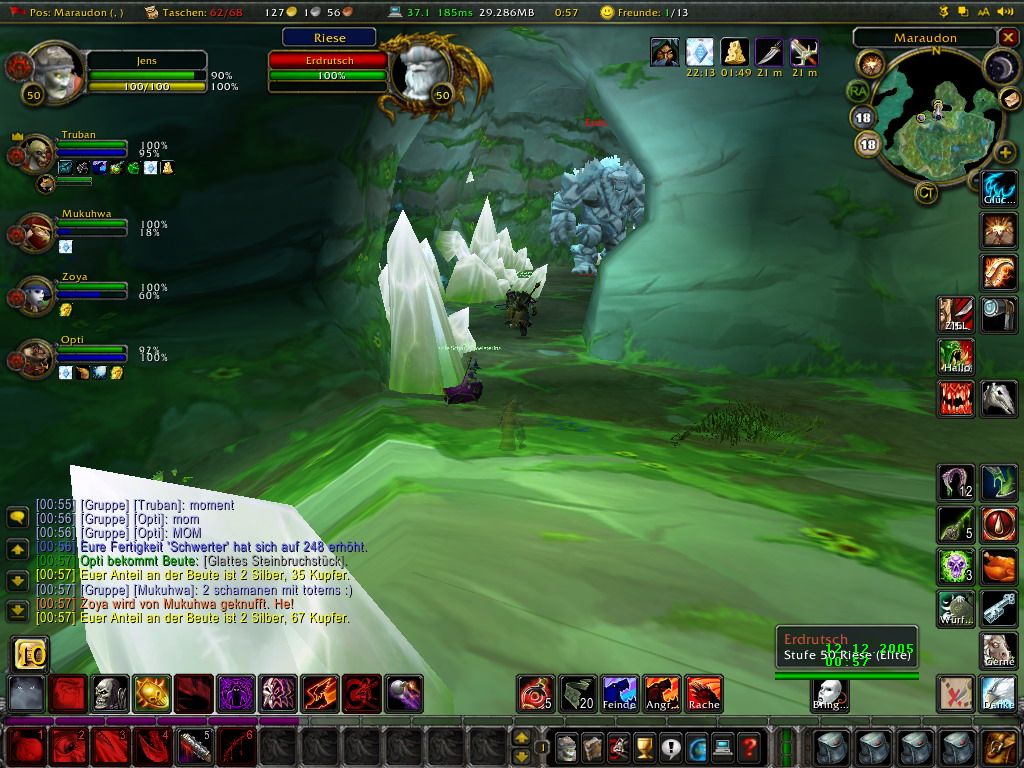 Pos: Maraudon (, ) Taschen: 62/68 127 1 56 37.1 185ms 29.286MB 0:57 Freunde: 1/13
Riese
Maraudon
N
Jens
90%
100/100 100%
50
Erdrutsch
100%
50
22:13 01:49 21 m 21 m
RA
18
18
CT
Truban
100%
95%
Mukuhwa
100%
18%
Zoya
100%
60%
Opti
92%
100%
Hallo
12
5
3
Würf...
Gerne
[00:55] [Gruppe] [Truban]: moment
[00:56] [Gruppe] [Opti]: mom
[00:56] [Gruppe] [Opti]: MOM
[00:56] Eure Fertigkeit 'Schwerter' hat sich auf 248 erhöht.
[00:57] Opti bekommt Beute: [Glattes Steinbruchstück].
[00:57] Euer Anteil an der Beute ist 2 Silber, 35 Kupfer.
[00:57] [Gruppe] [Mukuhwa]: 2 schamanen mit totems :)
[00:57] Zoya wird von Mukuhwa geknufft. He!
[00:57] Euer Anteil an der Beute ist 2 Silber, 67 Kupfer.
Erdrutsch
Stufe 50 Riese (Elite)
12.12.2005
00:57
10
5 20 Feinde Angr... Rache Bring... Danke
1 2 3 4 5 6
1